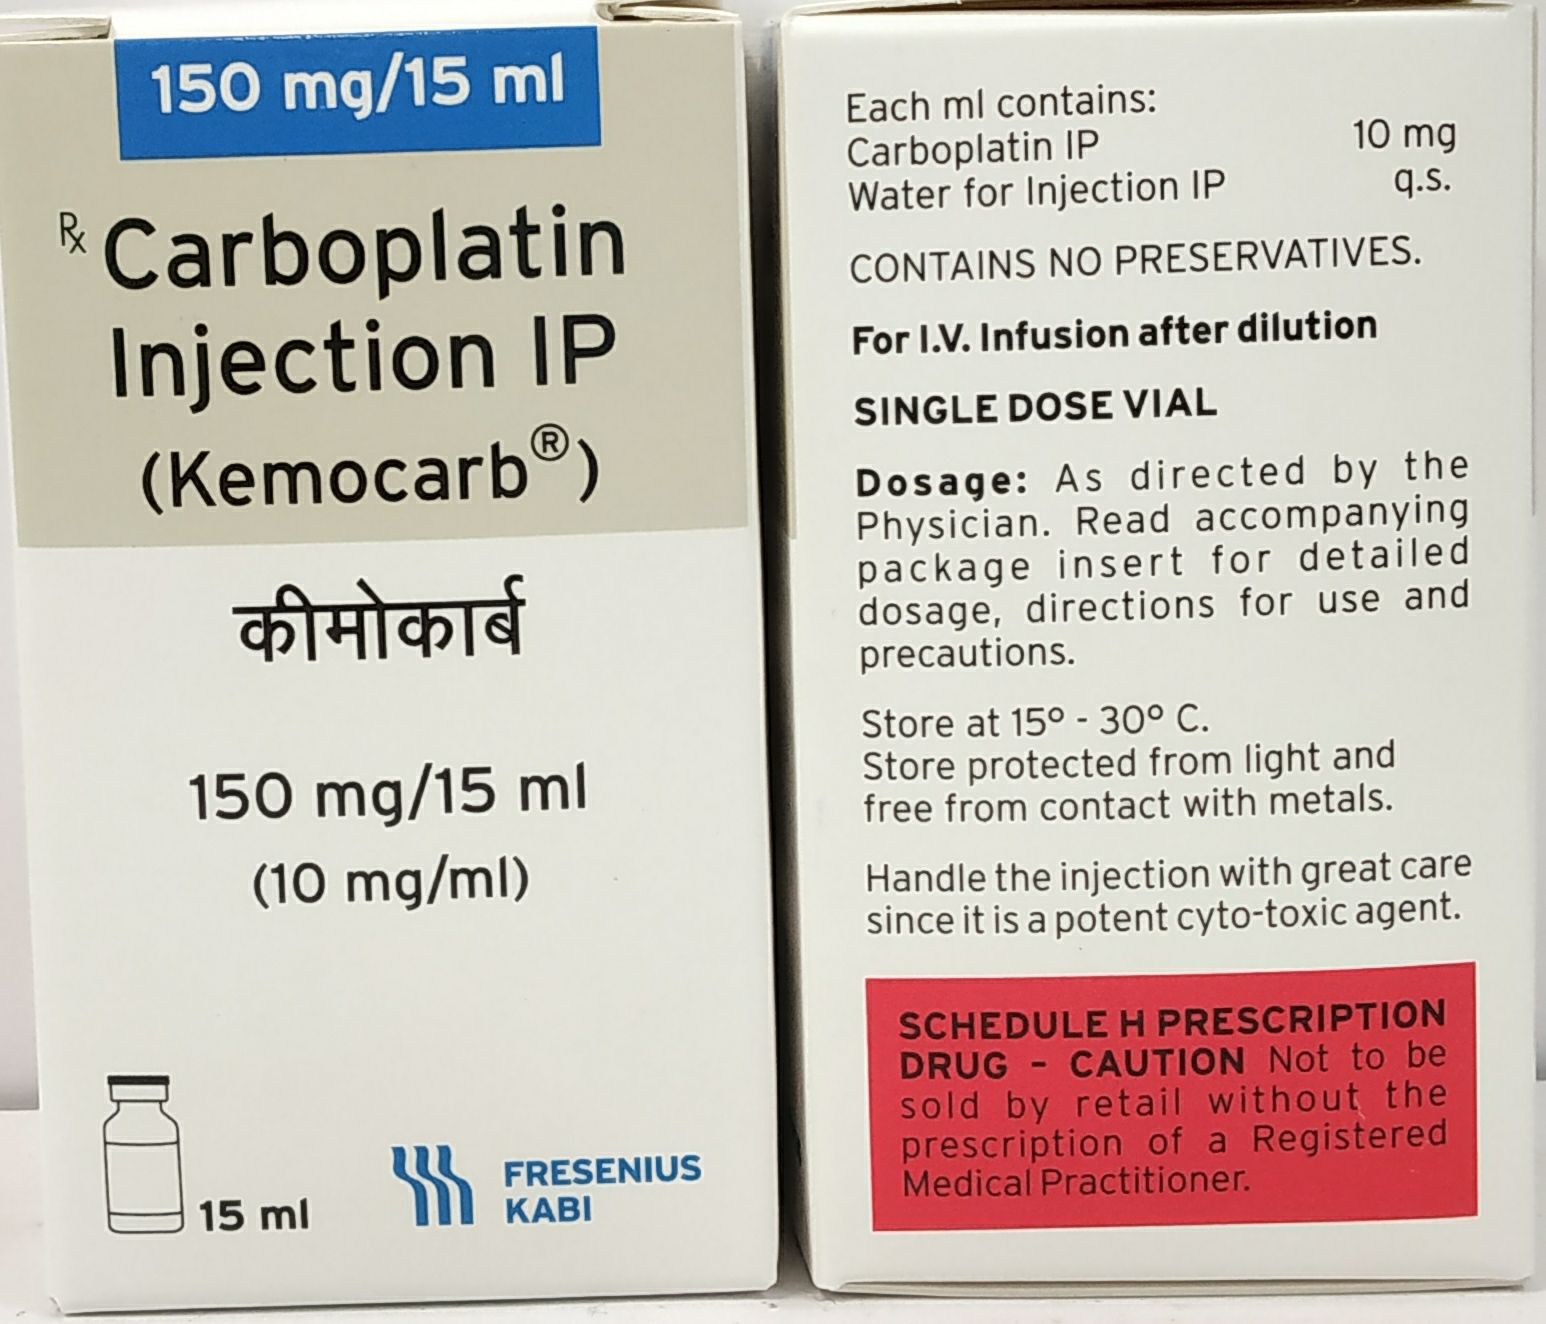 150 mg/15 ml
Rx Carboplatin
Injection IP
(Kemocarb®)
कीमोकार्ब
150 mg/15 ml
(10 mg/ml)
15 ml
FRESENIUS
KABI
Each ml contains:
Carboplatin IP 10 mg
Water for Injection IP q.s.
CONTAINS NO PRESERVATIVES.
For I.V. Infusion after dilution
SINGLE DOSE VIAL
Dosage: As directed by the
Physician. Read accompanying
package insert for detailed
dosage, directions for use and
precautions.
Store at 15º - 30º C.
Store protected from light and
free from contact with metals.
Handle the injection with great care
since it is a potent cyto-toxic agent.
SCHEDULE H PRESCRIPTION
DRUG - CAUTION Not to be
sold by retail without the
prescription of a Registered
Medical Practitioner.